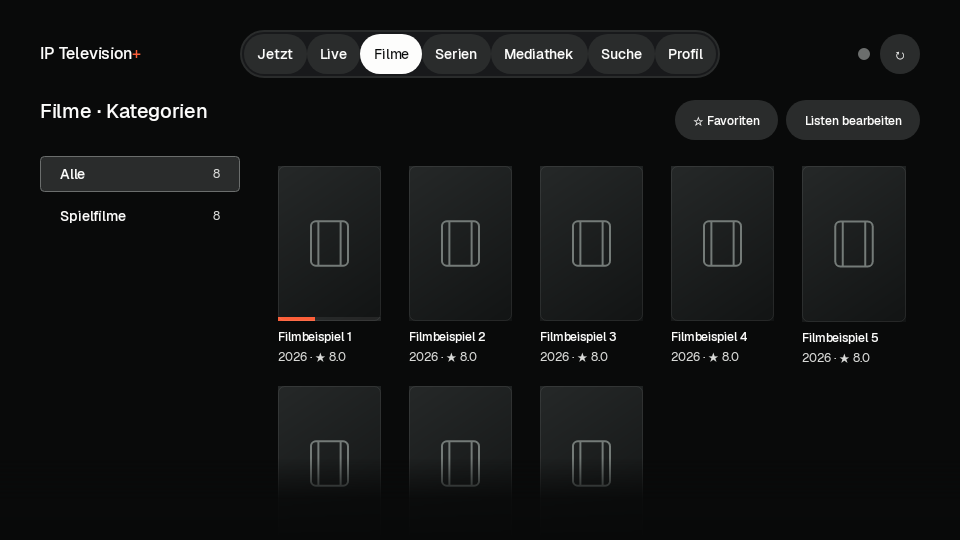 IP Television+
Jetzt Live Filme Serien Mediathek Suche Profil
↻
Filme · Kategorien
☆ Favoriten
Listen bearbeiten
Alle 8
Spielfilme 8
Filmbeispiel 1
2026 · ★ 8.0
Filmbeispiel 2
2026 · ★ 8.0
Filmbeispiel 3
2026 · ★ 8.0
Filmbeispiel 4
2026 · ★ 8.0
Filmbeispiel 5
2026 · ★ 8.0